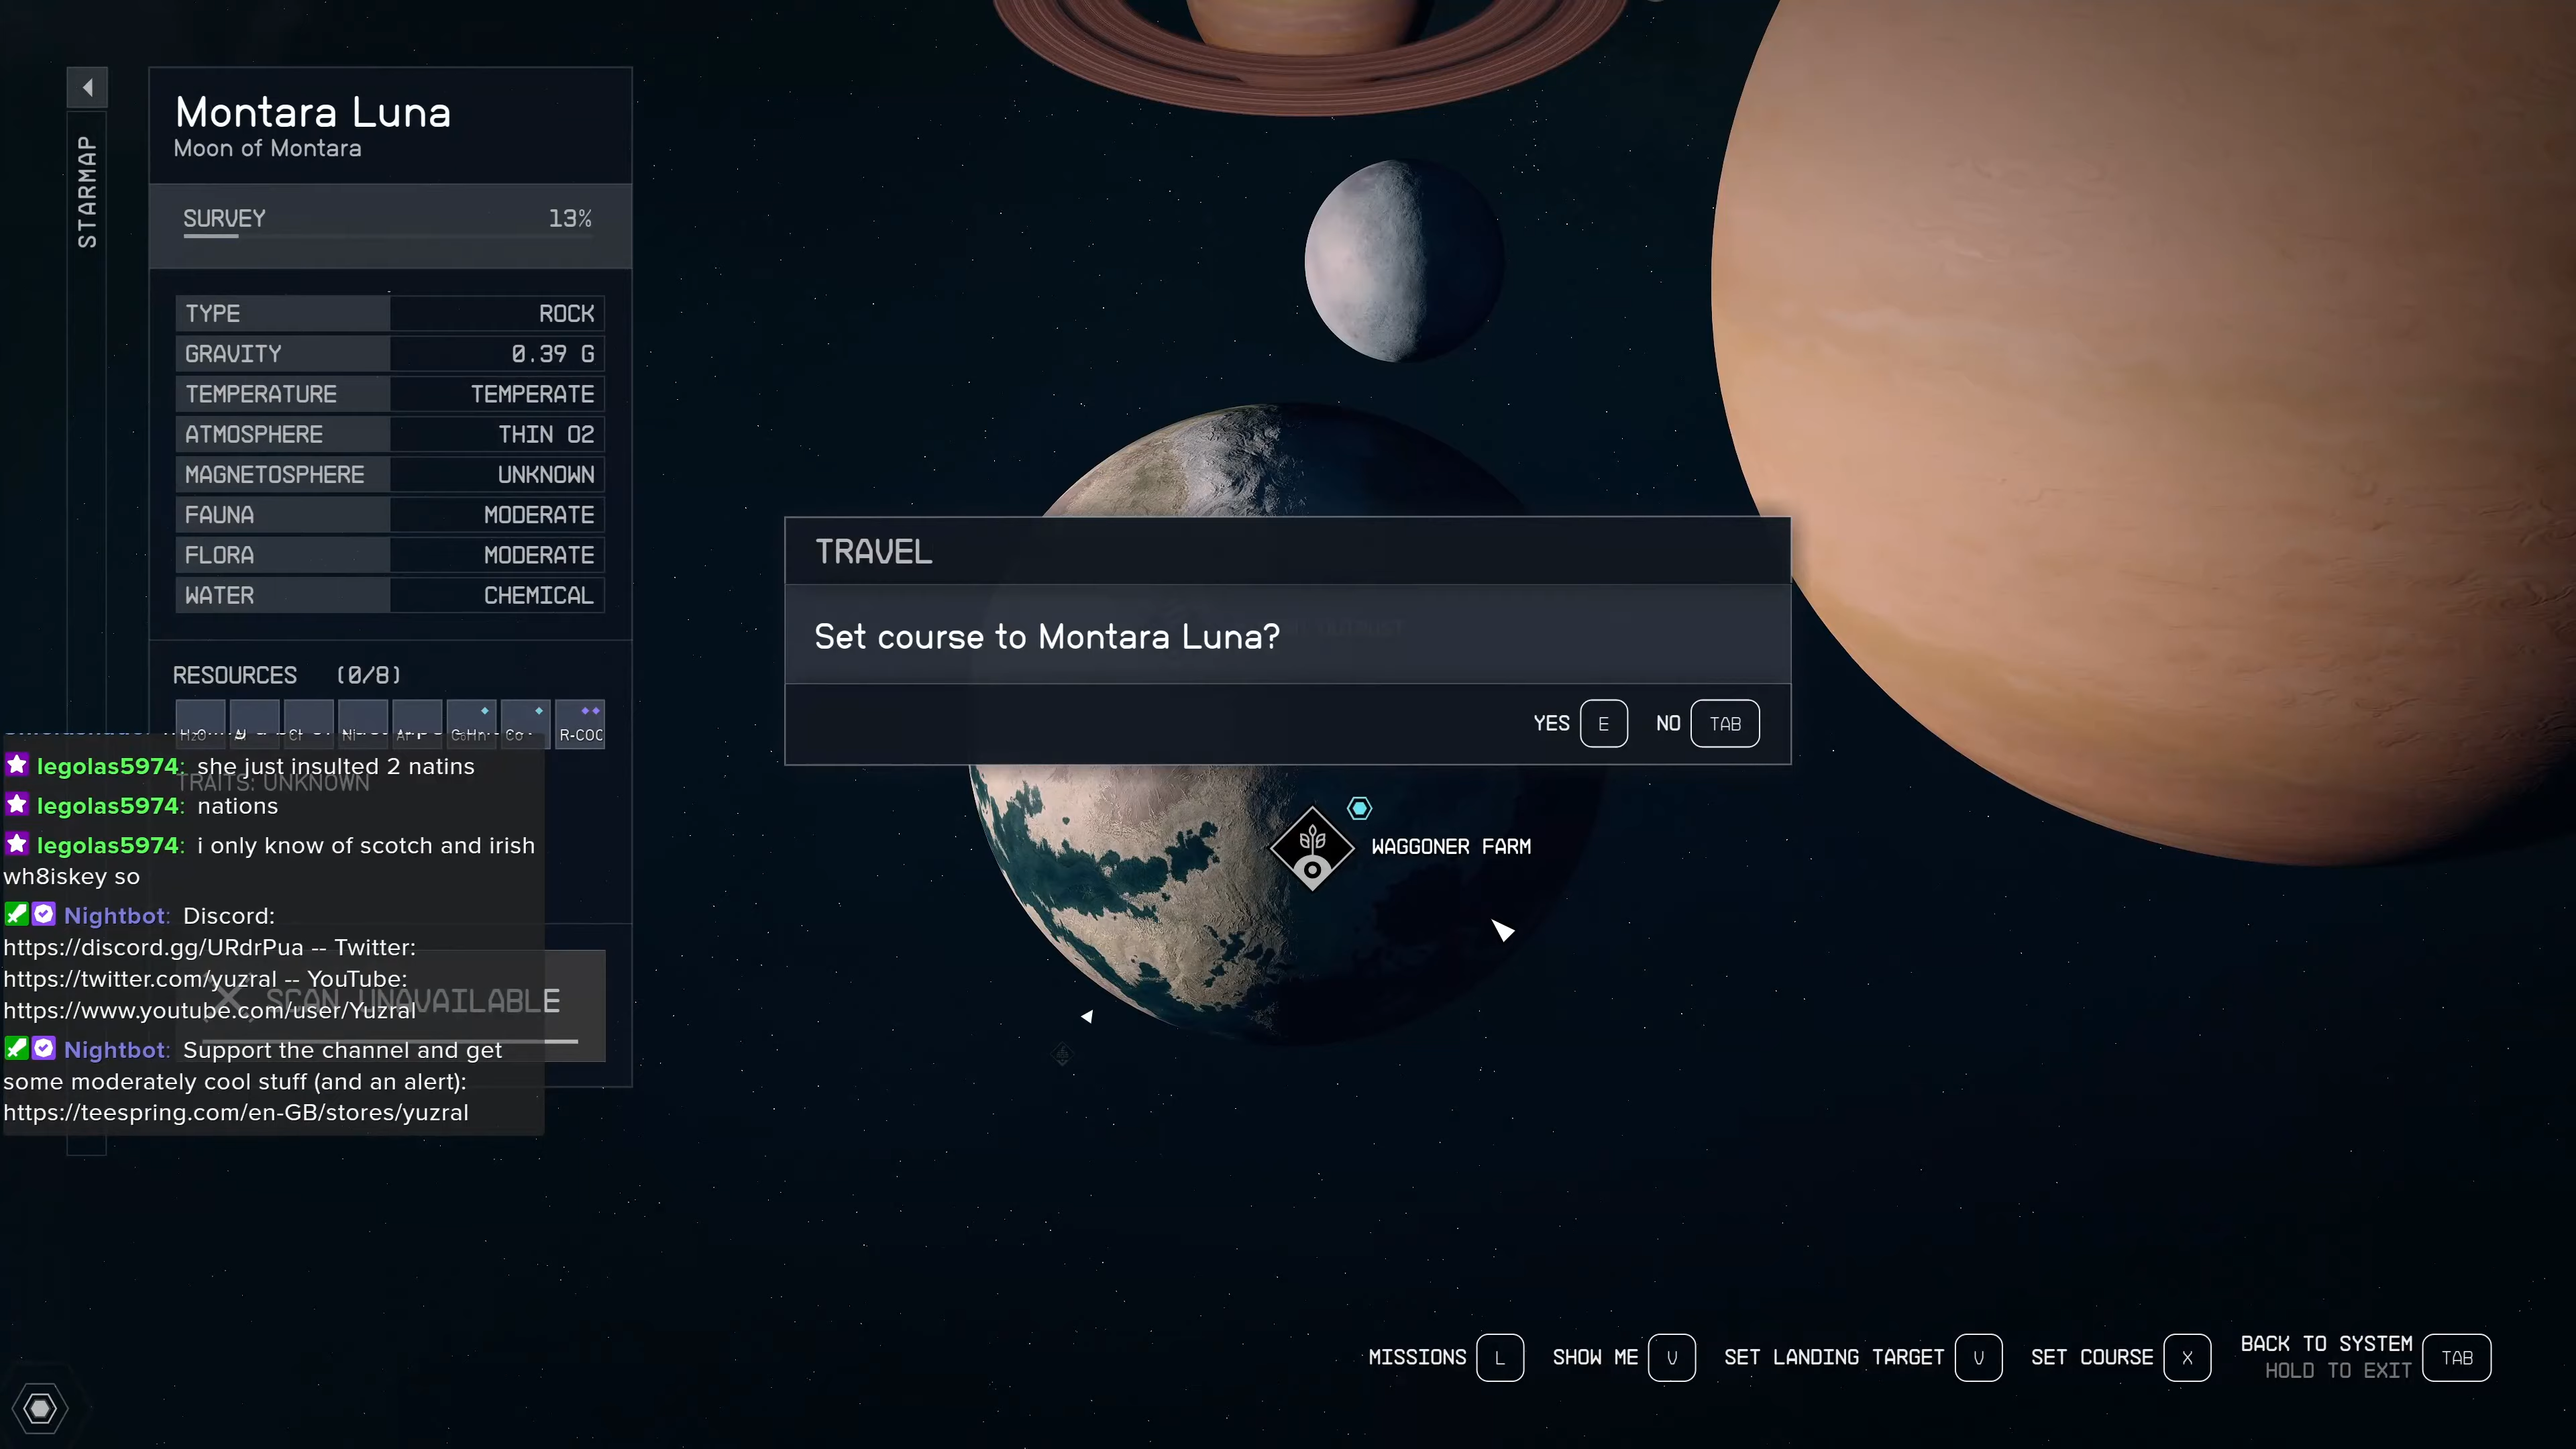 STARMAP
Montara Luna
Moon of Montara
SURVEY 13%
TYPE ROCK
GRAVITY 0.39 G
TEMPERATURE TEMPERATE
ATMOSPHERE THIN O2
MAGNETOSPHERE UNKNOWN
FAUNA MODERATE
FLORA MODERATE
WATER CHEMICAL
RESOURCES (0/8)
R-COC
TRAITS: UNKNOWN
legolas5974: she just insulted 2 natins
legolas5974: nations
legolas5974: i only know of scotch and irish
wh8iskey so
Nightbot: Discord:
https://discord.gg/URdrPua -- Twitter:
https://twitter.com/yuzral -- YouTube:
https://www.youtube.com/user/Yuzral
Nightbot: Support the channel and get
some moderately cool stuff (and an alert):
https://teespring.com/en-GB/stores/yuzral
SCAN UNAVAILABLE
TRAVEL
Set course to Montara Luna?
YES E NO TAB
WAGGONER FARM
MISSIONS L SHOW ME V SET LANDING TARGET V SET COURSE X BACK TO SYSTEM TAB
HOLD TO EXIT